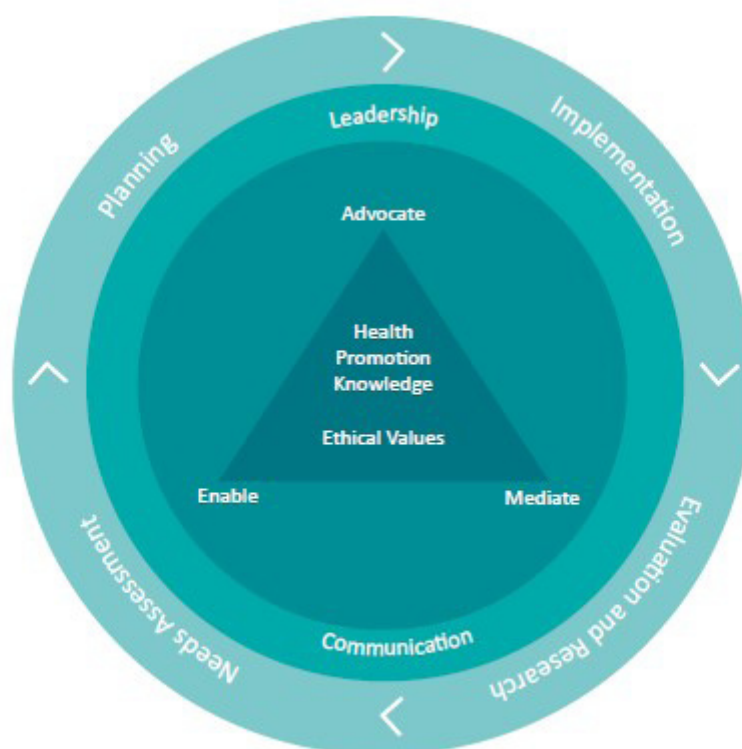 Planning
Implementation
Leadership
Advocate
Health
Promotion
Knowledge
Ethical Values
Enable
Mediate
Needs Assessment
Evaluation and Research
Communication